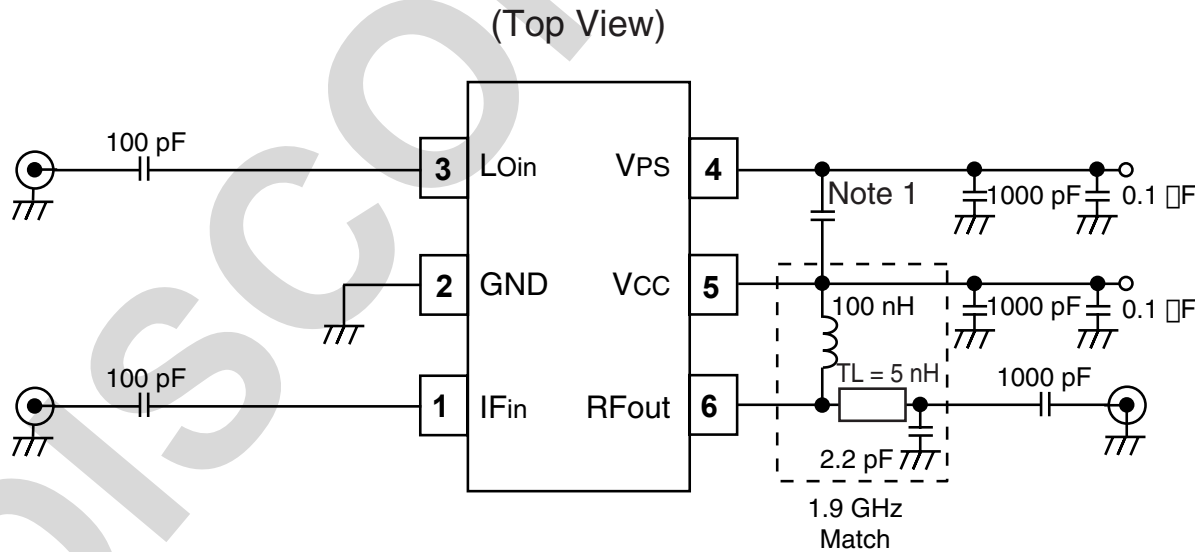 (Top View)
100 pF
3 LOin VPS 4
Note 1
1000 pF
0.1 □F
2 GND VCC 5
100 nH
1000 pF
0.1 □F
100 pF
TL = 5 nH
1000 pF
1 IFin RFout 6
2.2 pF
1.9 GHz
Match